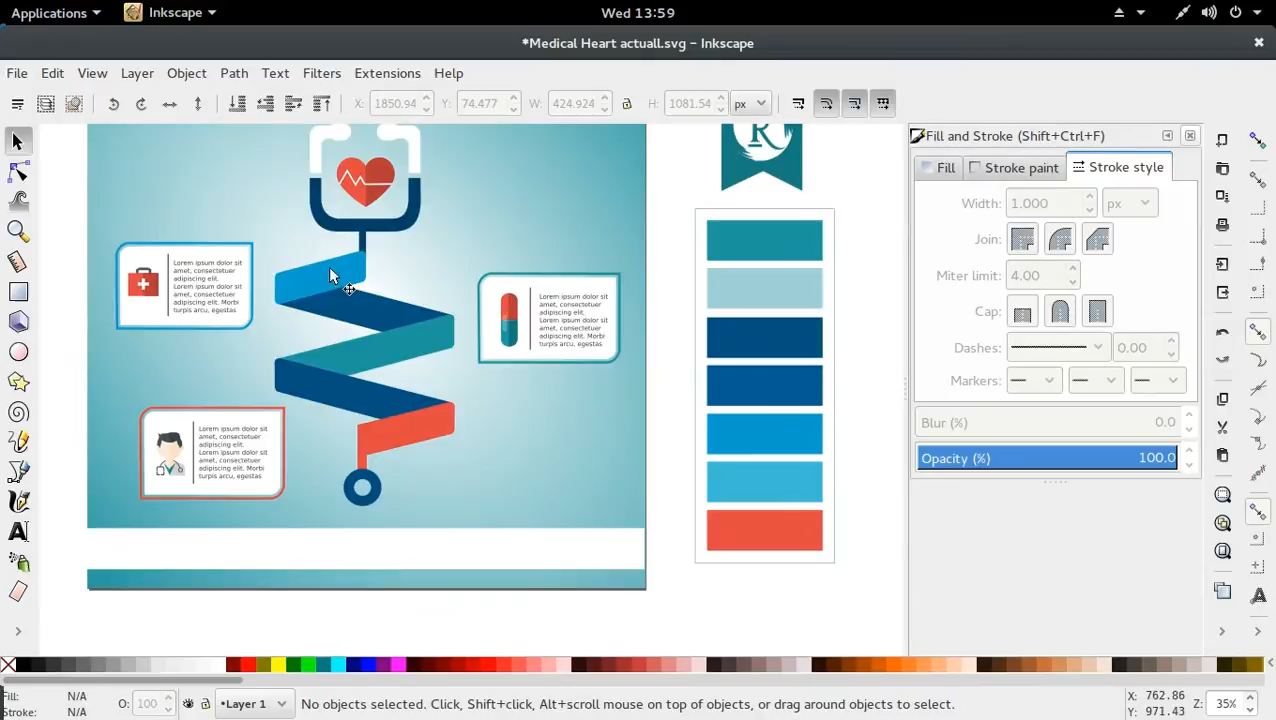 Applications
Inkscape
Wed 13:59
*Medical Heart actuall.svg – Inkscape
File Edit View Layer Object Path Text Filters Extensions Help
X: 1850.94 Y: 74.477 W: 424.924 H: 1081.54 px
Fill and Stroke (Shift+Ctrl+F)
Fill Stroke paint Stroke style
Width: 1.000 px
Join:
Miter limit: 4.00
Cap:
Dashes: 0.00
Markers:
Blur (%) 0.0
Opacity (%) 100.0
R
Lorem ipsum dolor sit
amet, consectetuer
adipiscing elit.
Lorem ipsum dolor sit
amet, consectetuer
adipiscing elit. Morbi
turpis arcu, egestas
Lorem ipsum dolor sit
amet, consectetuer
adipiscing elit.
Lorem ipsum dolor sit
amet, consectetuer
adipiscing elit. Morbi
turpis arcu, egestas
Lorem ipsum dolor sit
amet, consectetuer
adipiscing elit.
Lorem ipsum dolor sit
amet, consectetuer
adipiscing elit. Morbi
turpis arcu, egestas
Fill: N/A
Stroke: N/A
O: 100
•Layer 1
No objects selected. Click, Shift+click, Alt+scroll mouse on top of objects, or drag around objects to select.
X: 762.86
Y: 971.43
Z: 35%